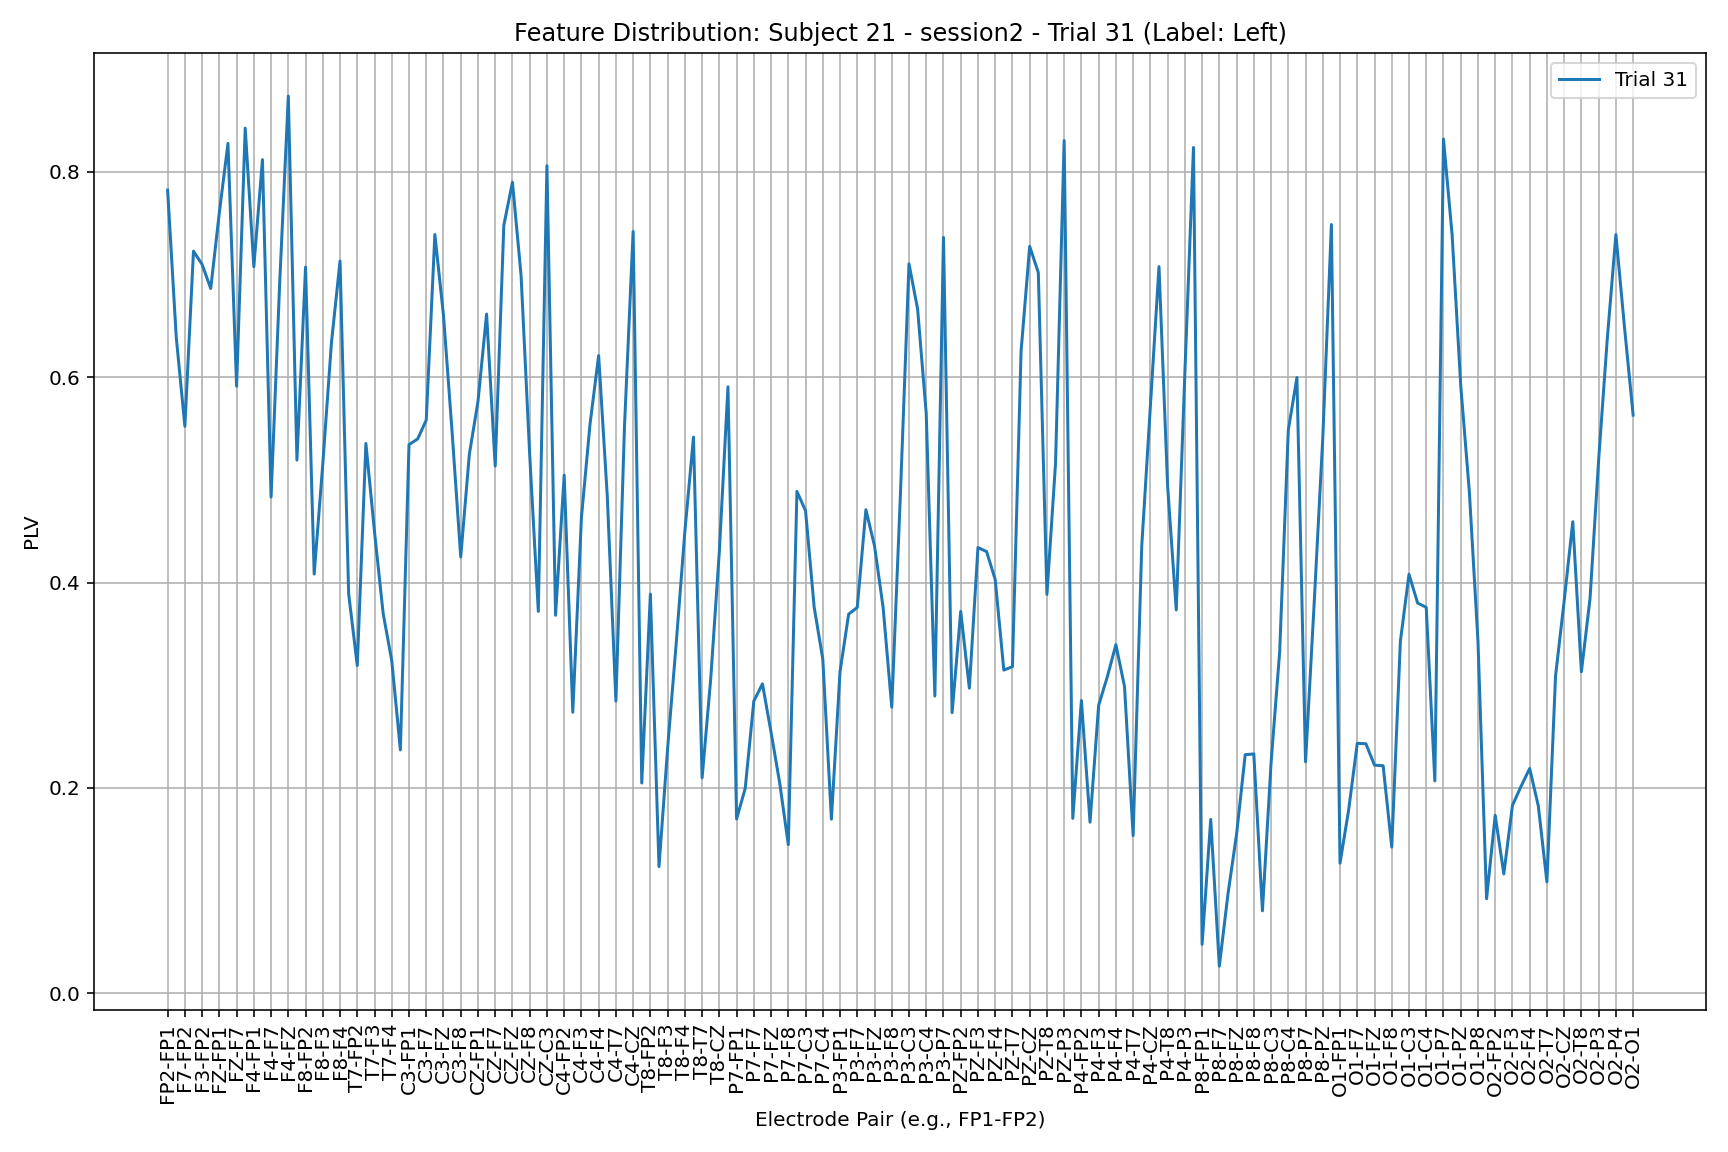 Feature Distribution: Subject 21 - session2 - Trial 31 (Label: Left)
Trial 31
PLV
0.8
0.6
0.4
0.2
0.0
FP2-FP1
F7-FP2
F3-FP2
FZ-FP1
FZ-F7
F4-FP1
F4-F7
F4-FZ
F8-FP2
F8-F3
F8-F4
T7-FP2
T7-F3
T7-F4
C3-FP1
C3-F7
C3-FZ
C3-F8
CZ-FP1
CZ-F7
CZ-FZ
CZ-F8
CZ-C3
C4-FP2
C4-F3
C4-F4
C4-T7
C4-CZ
T8-FP2
T8-F3
T8-F4
T8-T7
T8-CZ
P7-FP1
P7-F7
P7-FZ
P7-F8
P7-C3
P7-C4
P3-FP1
P3-F7
P3-FZ
P3-F8
P3-C3
P3-C4
P3-P7
PZ-FP2
PZ-F3
PZ-F4
PZ-T7
PZ-CZ
PZ-T8
PZ-P3
P4-FP2
P4-F3
P4-F4
P4-T7
P4-CZ
P4-T8
P4-P3
P8-FP1
P8-F7
P8-FZ
P8-F8
P8-C3
P8-C4
P8-P7
P8-PZ
O1-FP1
O1-F7
O1-FZ
O1-F8
O1-C3
O1-C4
O1-P7
O1-PZ
O1-P8
O2-FP2
O2-F3
O2-F4
O2-T7
O2-CZ
O2-T8
O2-P3
O2-P4
O2-O1
Electrode Pair (e.g., FP1-FP2)